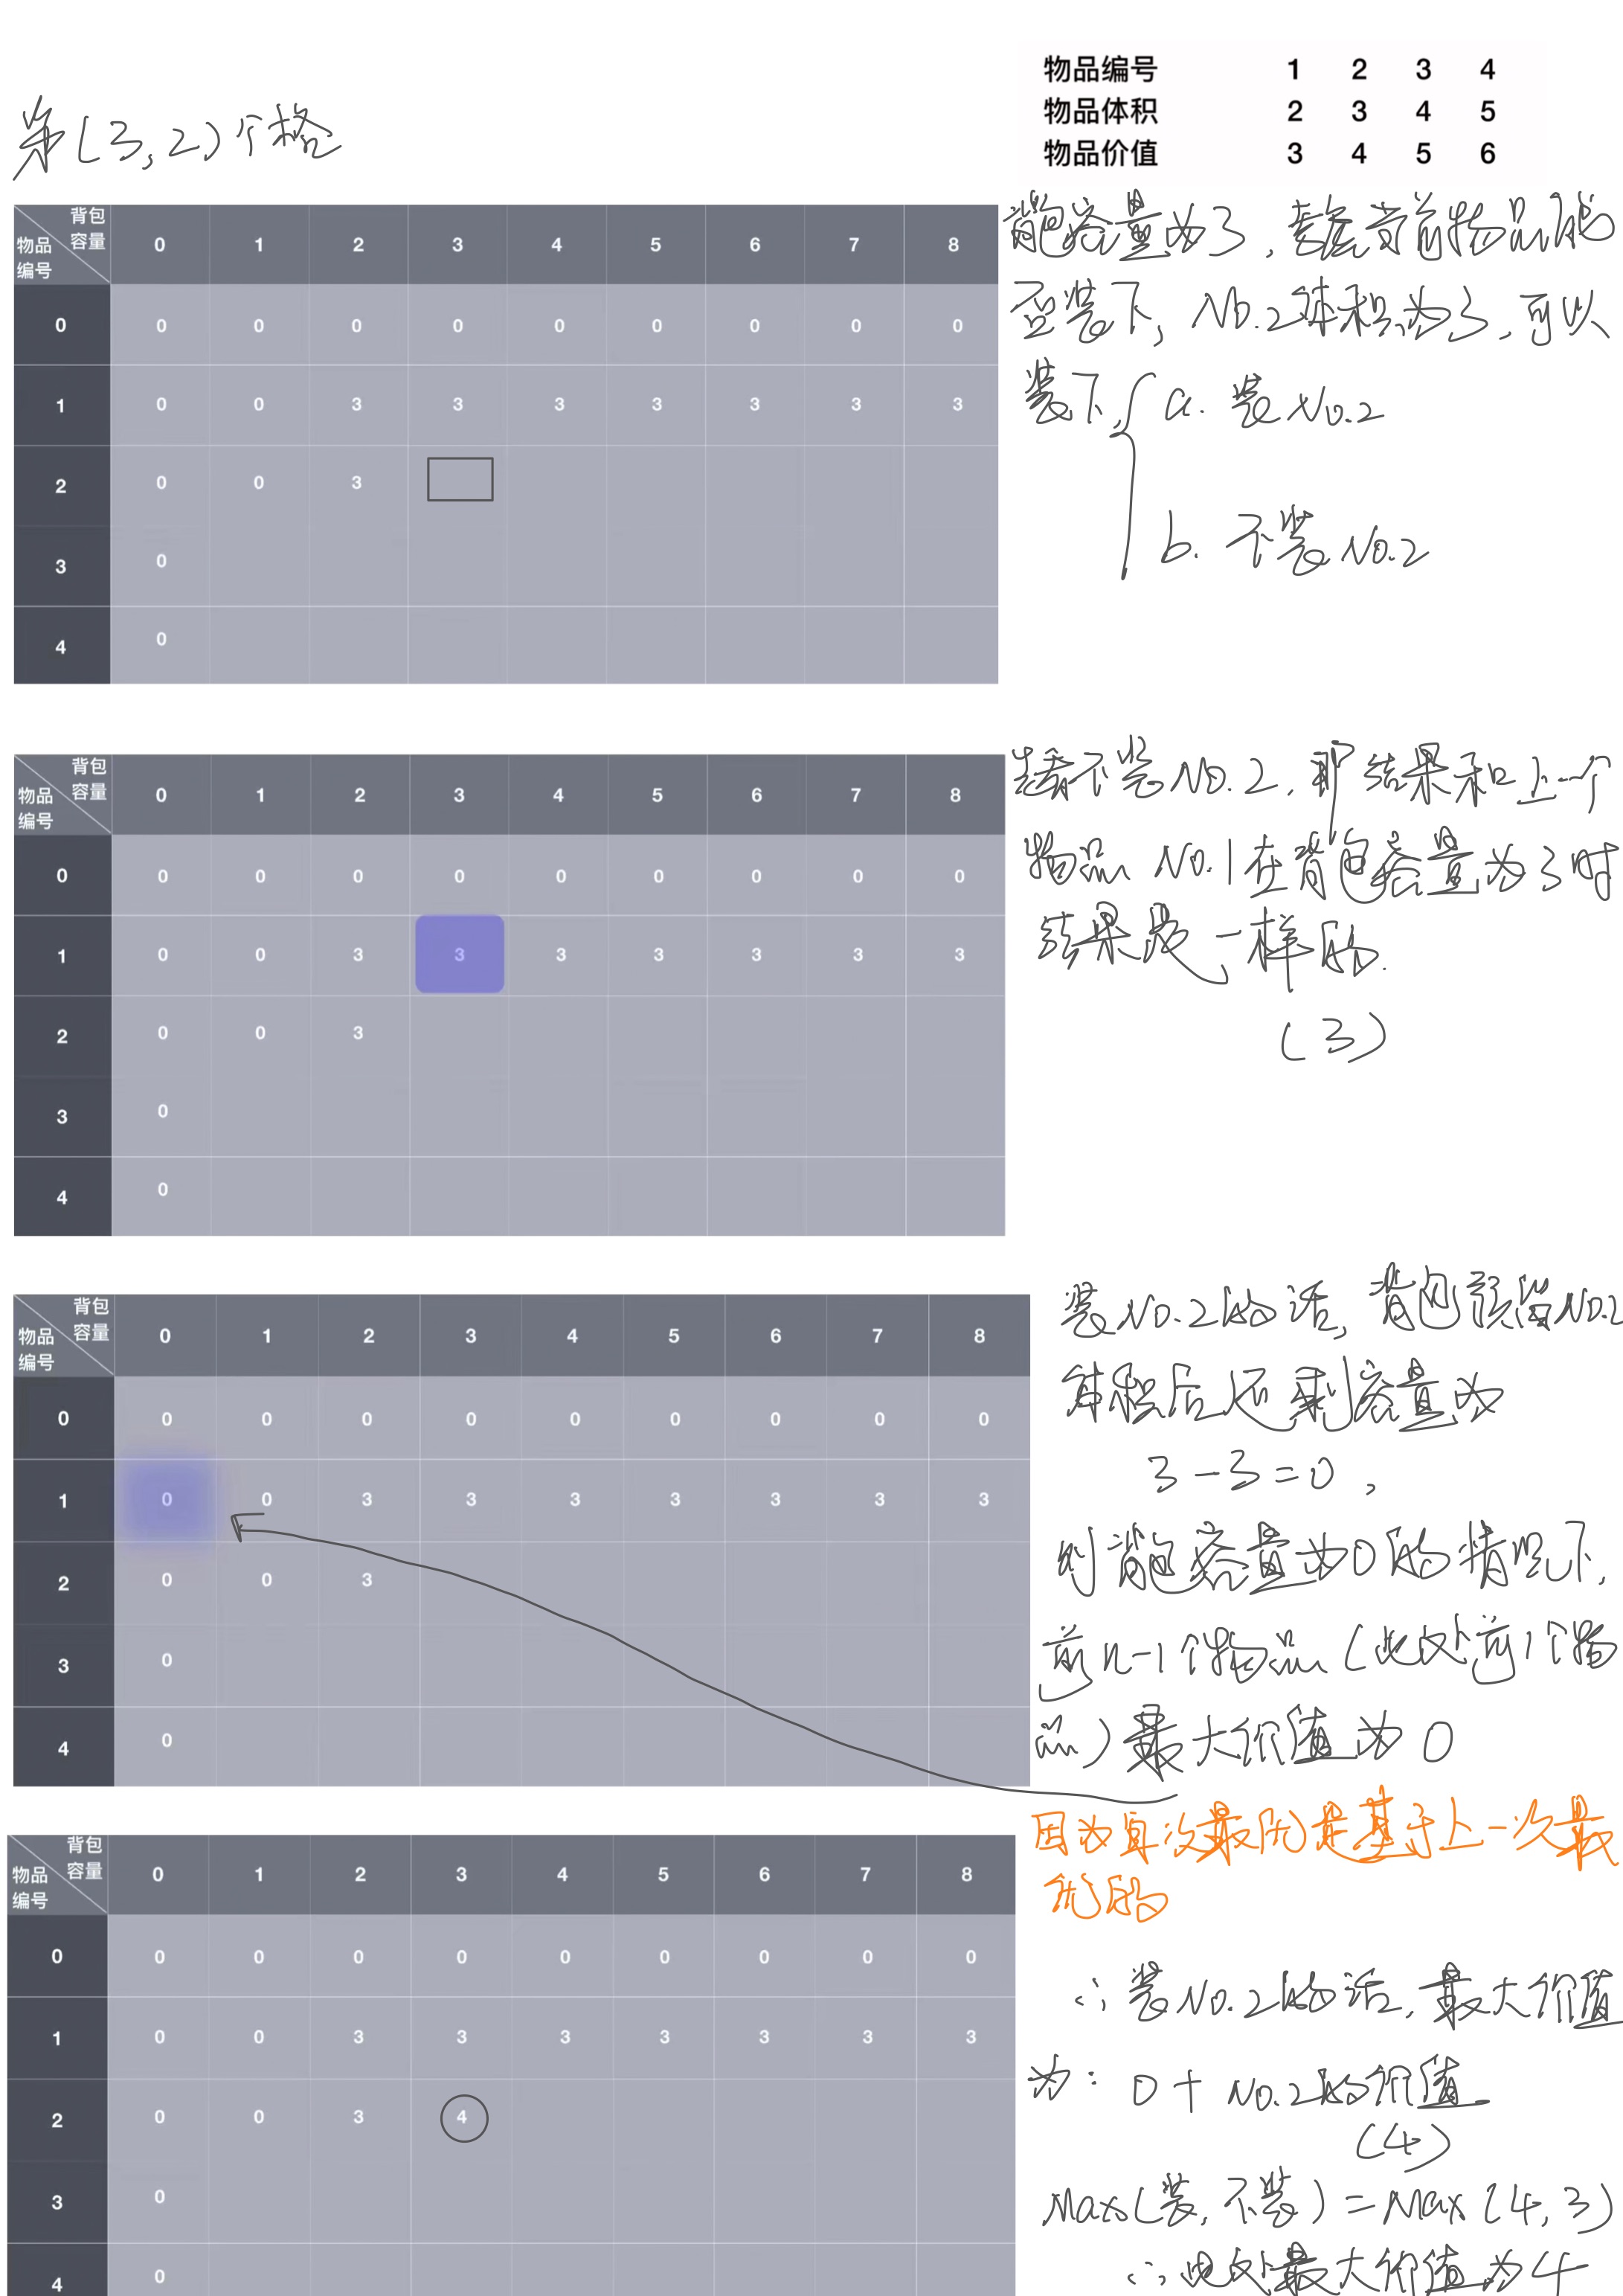 物品编号 1 2 3 4
物品体积 2 3 4 5
物品价值 3 4 5 6
第(3,2)个格
背包容量 物品编号 0 1 2 3 4 5 6 7 8
0 0 0 0 0 0 0 0 0 0
1 0 0 3 3 3 3 3 3 3
2 0 0 3
3 0
4 0
背包容量为3,考虑当前物品能
否装下, No.2体积为3,可以
装下, a. 装No.2
b. 不装No.2
背包容量 物品编号 0 1 2 3 4 5 6 7 8
0 0 0 0 0 0 0 0 0 0
1 0 0 3 3 3 3 3 3 3
2 0 0 3
3 0
4 0
先看不装No.2,那结果和上一个
物品No.1在背包容量为3时
结果是一样的.
(3)
背包容量 物品编号 0 1 2 3 4 5 6 7 8
0 0 0 0 0 0 0 0 0 0
1 0 0 3 3 3 3 3 3 3
2 0 0 3
3 0
4 0
装No.2的话,背包预留No.2
体积后还剩容量为
3-3=0,
则背包容量为0的情况下,
前n-1个物品(此处前1个物
品)最大价值为0
因为每次最优是基于上一次最
优的
背包容量 物品编号 0 1 2 3 4 5 6 7 8
0 0 0 0 0 0 0 0 0 0
1 0 0 3 3 3 3 3 3 3
2 0 0 3 4
3 0
4 0
∴装No.2的话,最大价值
为: 0+No.2的价值
(4)
Max(装,不装)=Max(4,3)
∴此处最大价值为4